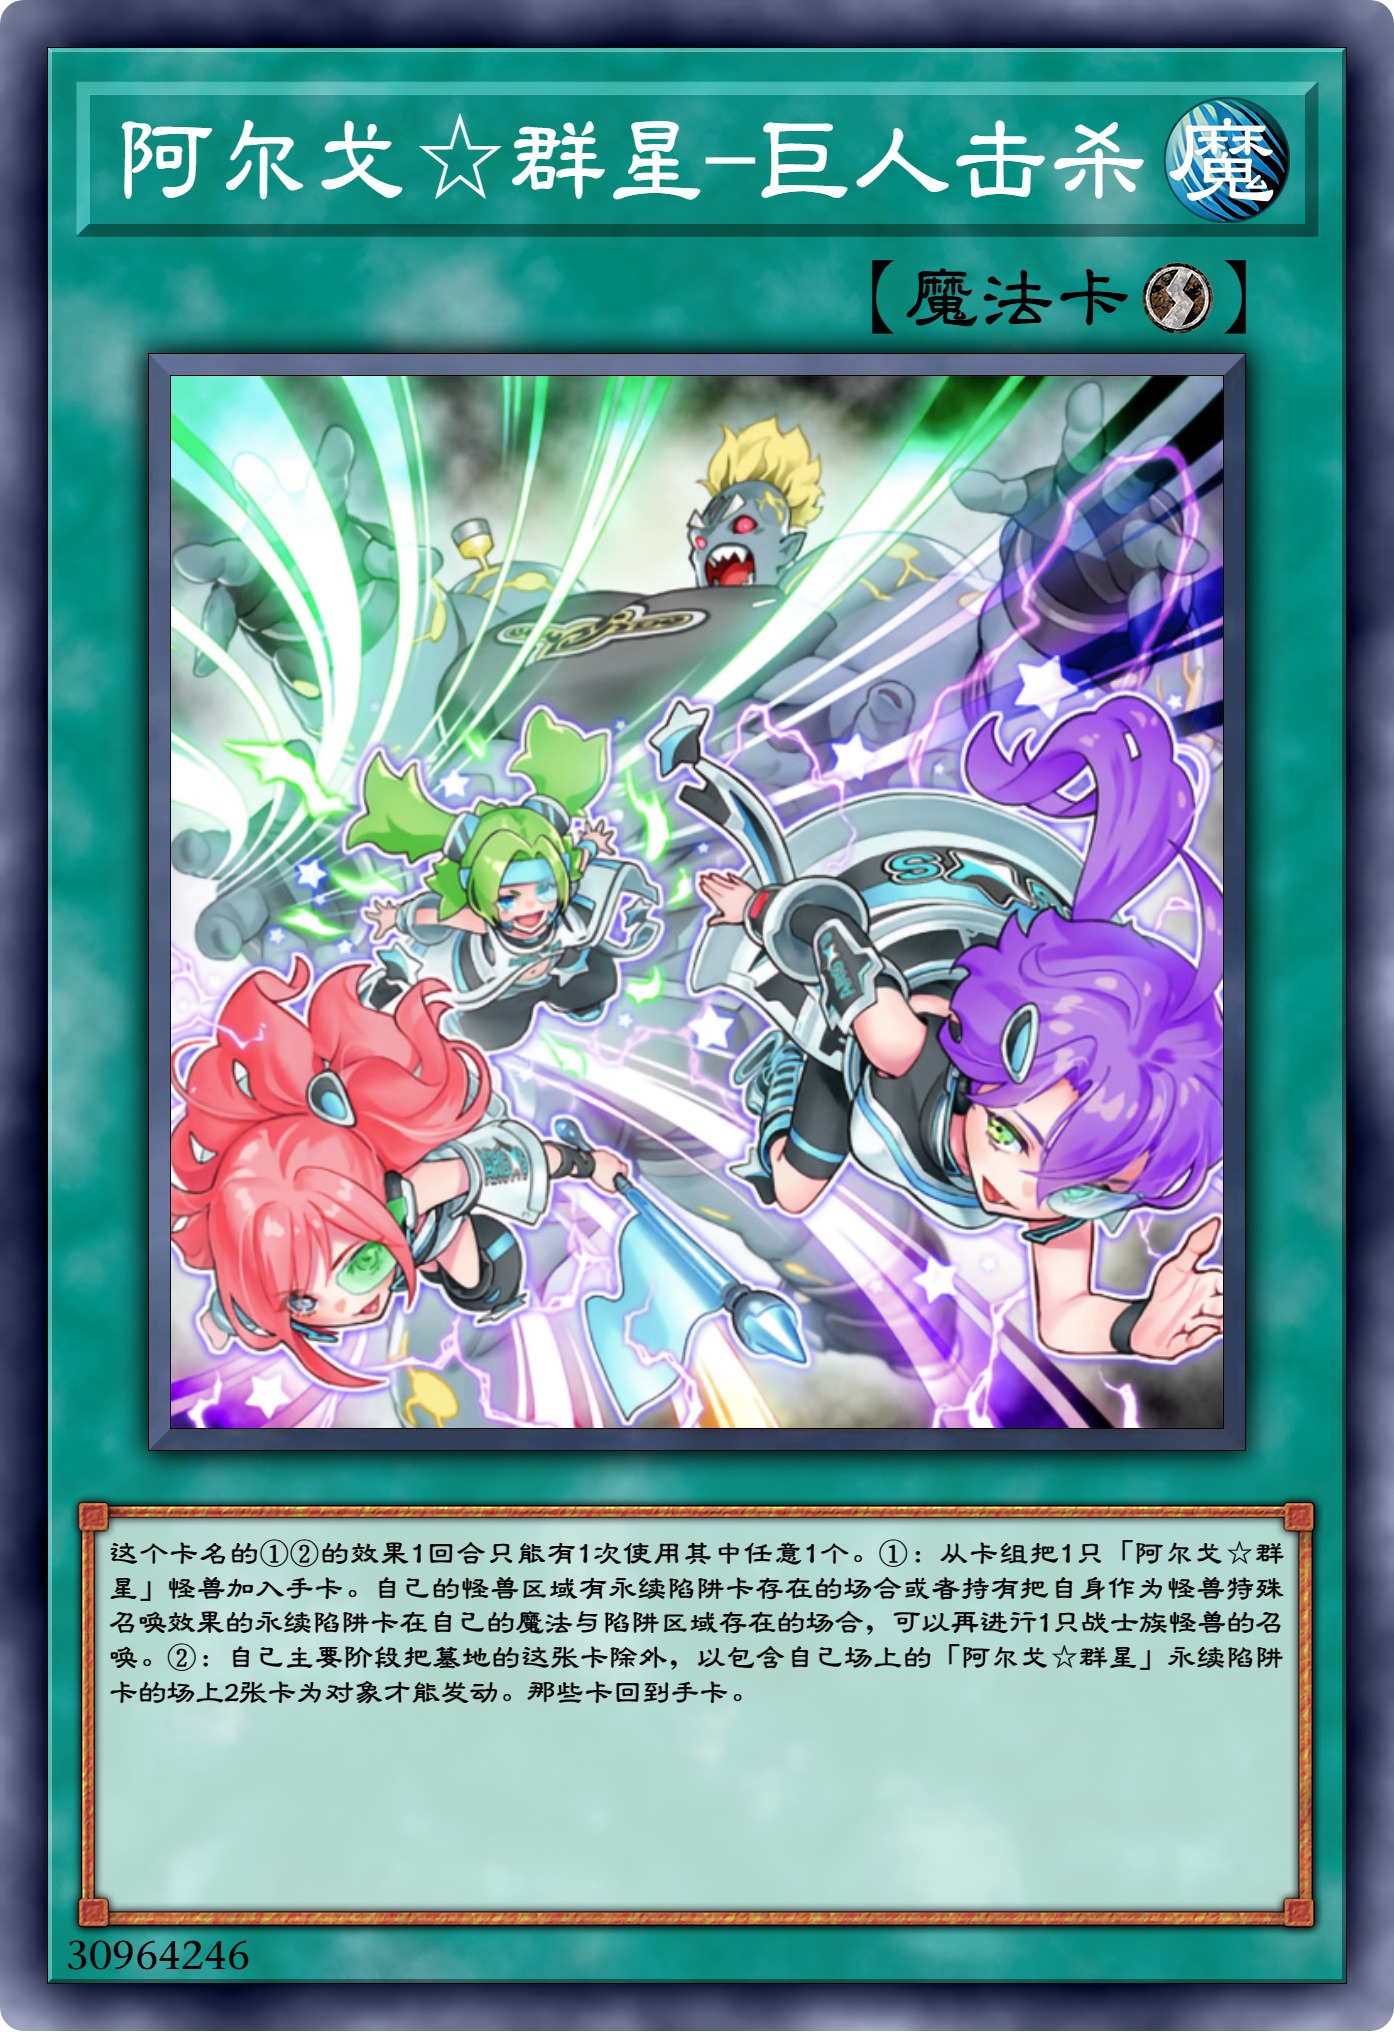 阿尔戈☆群星-巨人击杀 魔
【魔法卡】
这个卡名的①②的效果1回合只能有1次使用其中任意1个。①：从卡组把1只「阿尔戈☆群
星」怪兽加入手卡。自己的怪兽区域有永续陷阱卡存在的场合或者持有把自身作为怪兽特殊
召唤效果的永续陷阱卡在自己的魔法与陷阱区域存在的场合，可以再进行1只战士族怪兽的召
唤。②：自己主要阶段把墓地的这张卡除外，以包含自己场上的「阿尔戈☆群星」永续陷阱
卡的场上2张卡为对象才能发动。那些卡回到手卡。
30964246